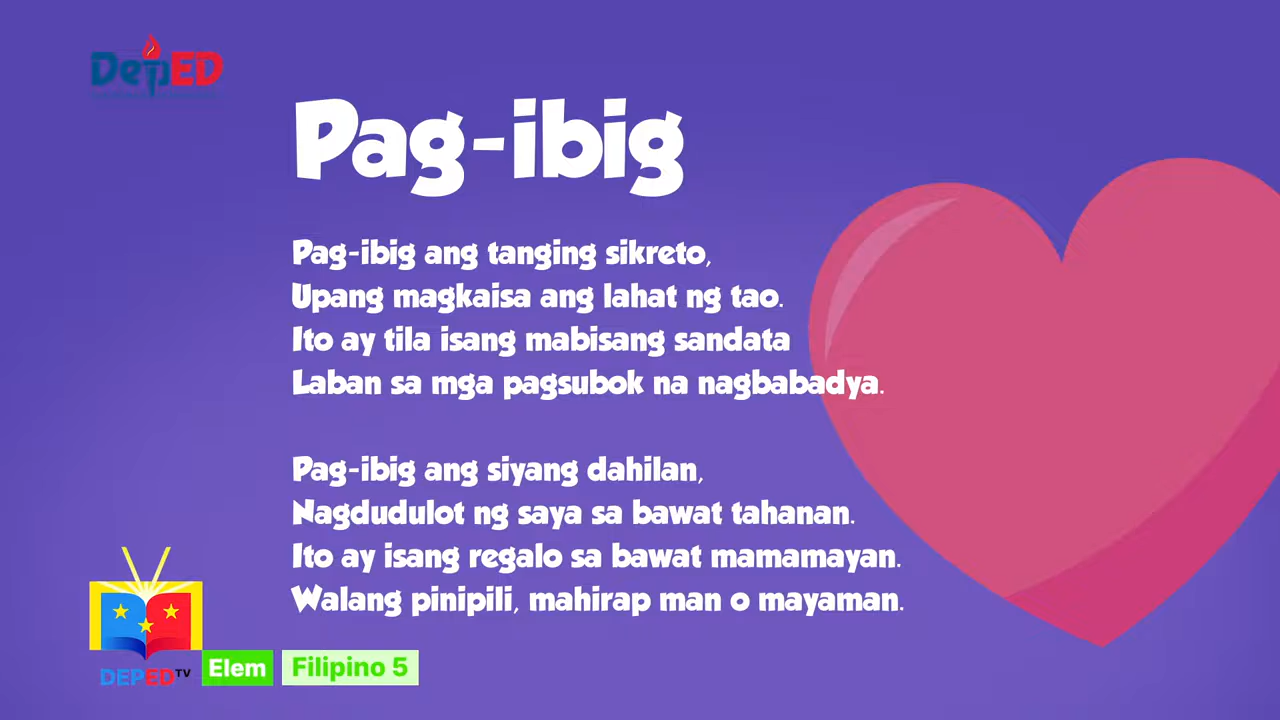 DepED
Pag-ibig
Pag-ibig ang tanging sikreto,
Upang magkaisa ang lahat ng tao.
Ito ay tila isang mabisang sandata
Laban sa mga pagsubok na nagbabadya.
Pag-ibig ang siyang dahilan,
Nagdudulot ng saya sa bawat tahanan.
Ito ay isang regalo sa bawat mamamayan.
Walang pinipili, mahirap man o mayaman.
DEPED TV
Elem
Filipino 5